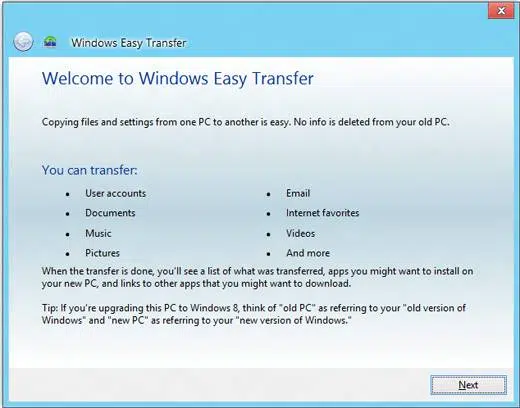 Windows Easy Transfer
Welcome to Windows Easy Transfer
Copying files and settings from one PC to another is easy. No info is deleted from your old PC.
You can transfer:
• User accounts
• Documents
• Music
• Pictures
• Email
• Internet favorites
• Videos
• And more
When the transfer is done, you'll see a list of what was transferred, apps you might want to install on
your new PC, and links to other apps that you might want to download.
Tip: If you're upgrading this PC to Windows 8, think of "old PC" as referring to your "old version of
Windows" and "new PC" as referring to your "new version of Windows."
Next